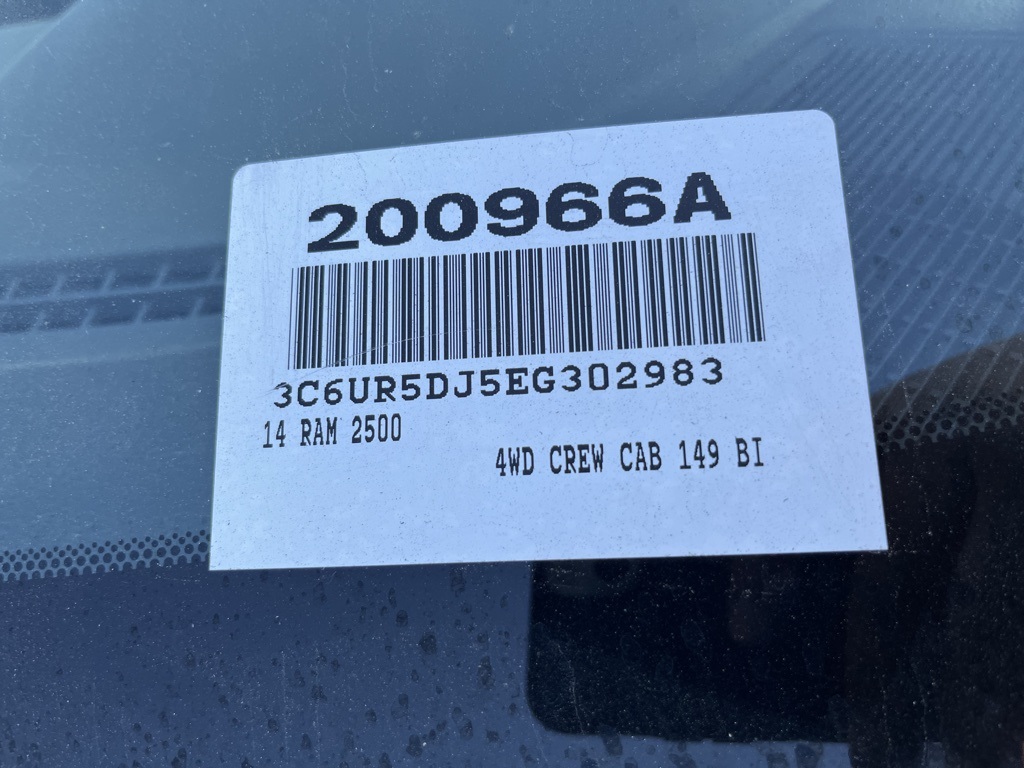 200966A
3C6UR5DJ5EG302983
14 RAM 2500
4WD CREW CAB 149 BI